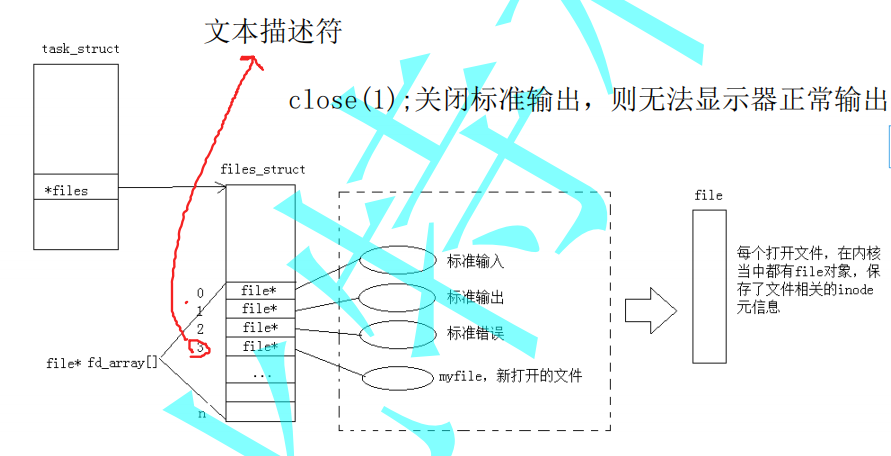 文本描述符
task_struct
close(1);关闭标准输出，则无法显示器正常输出
files_struct
*files
file
0 file*
1 file*
2 file*
3 file*
...
n
file* fd_array[]
标准输入
标准输出
标准错误
myfile，新打开的文件
每个打开文件，在内核
当中都有file对象，保
存了文件相关的inode
元信息